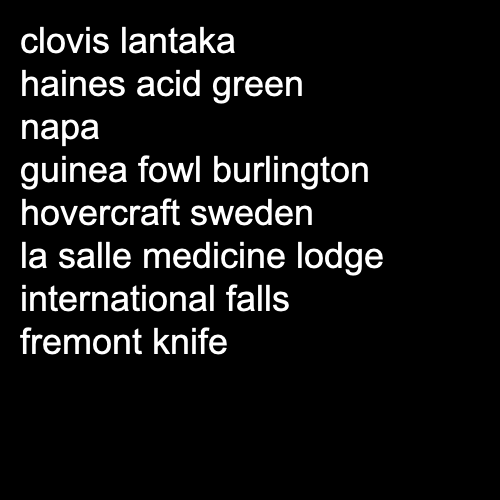 clovis lantaka
haines acid green
napa
guinea fowl burlington
hovercraft sweden
la salle medicine lodge
international falls
fremont knife